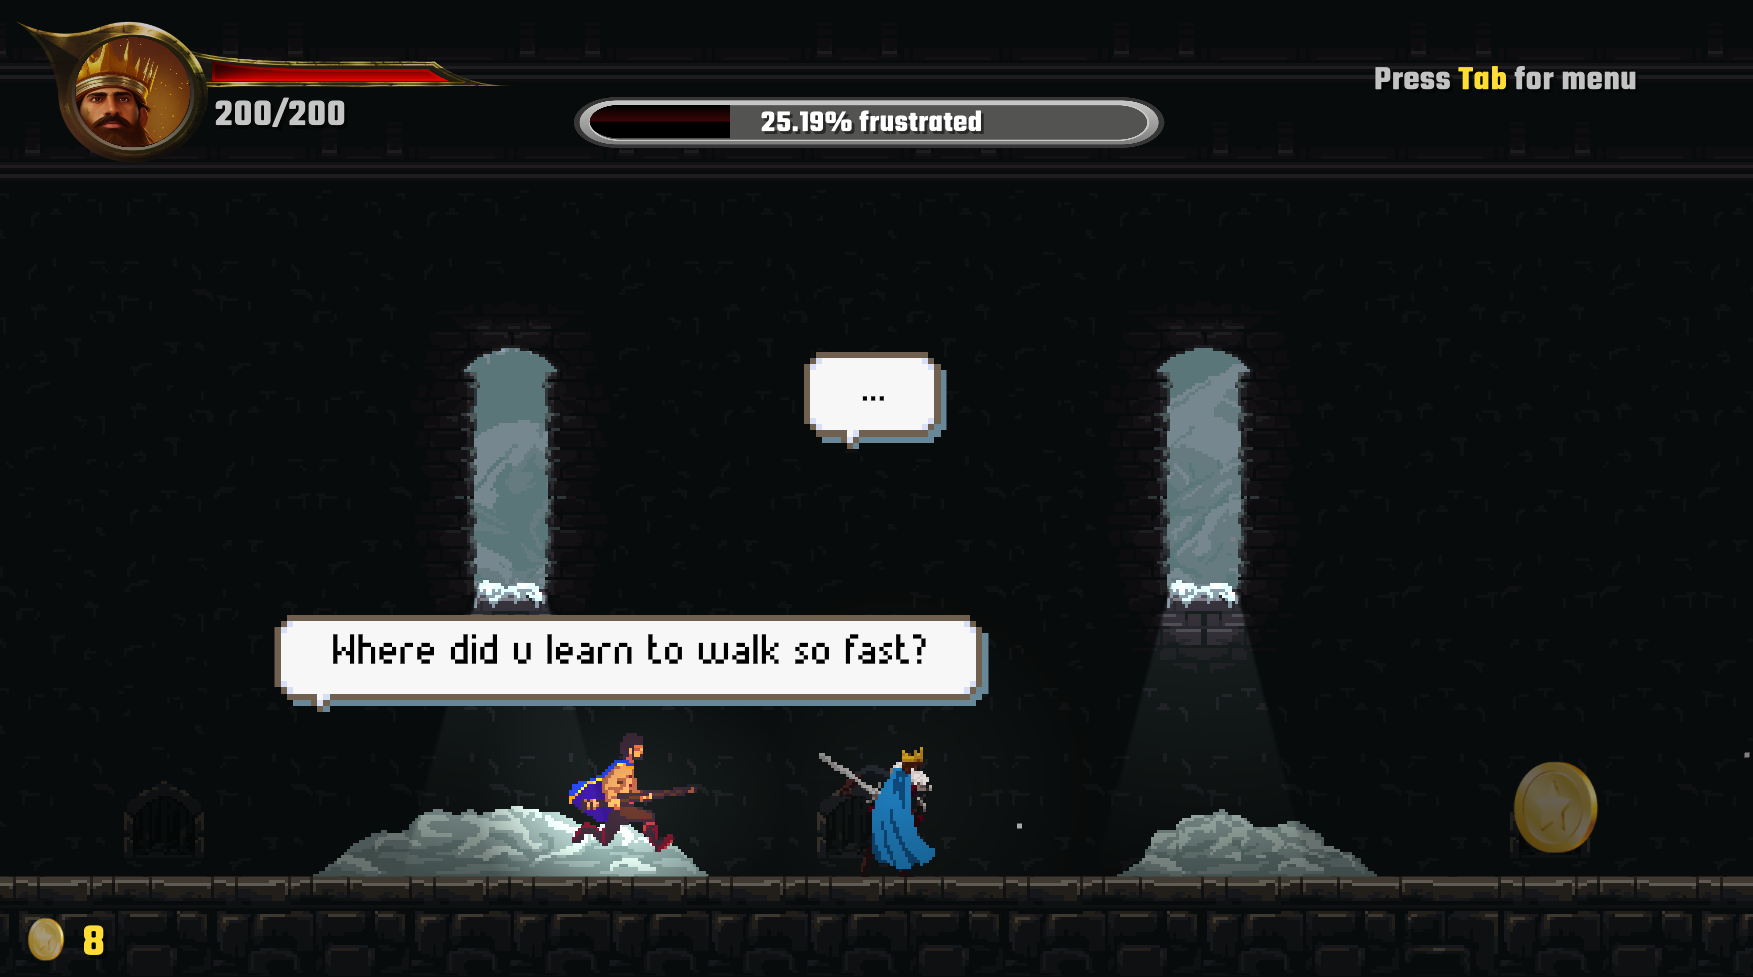 200/200
25.19% frustrated
Press Tab for menu
...
Where did u learn to walk so fast?
8